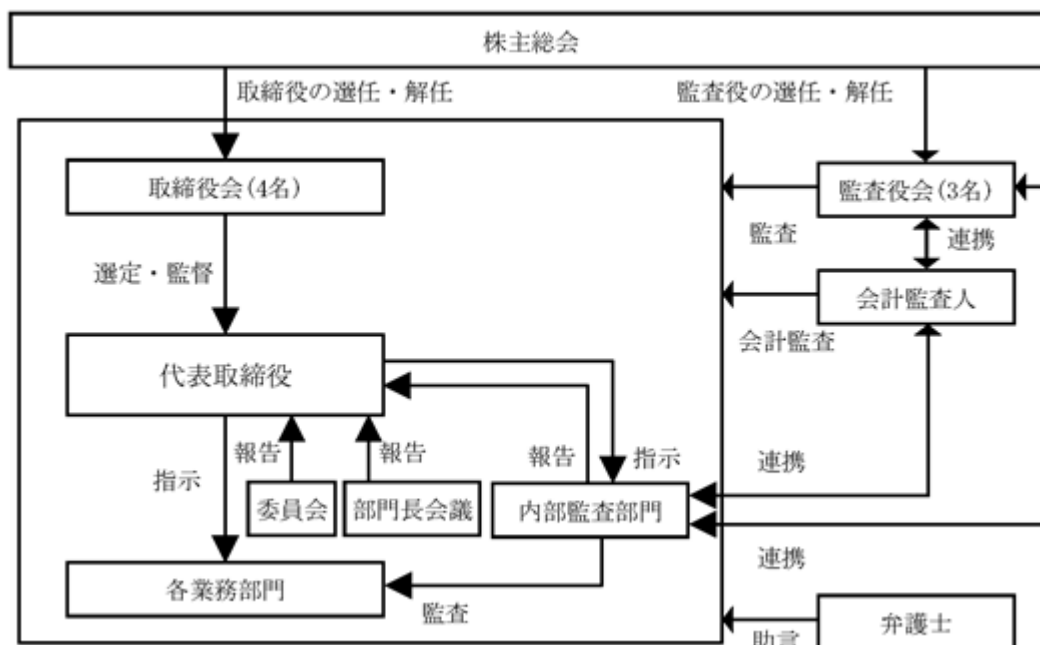 株主総会
取締役の選任・解任
監査役の選任・解任
取締役会(4名)
監査役会(3名)
監査
連携
選定・監督
会計監査人
会計監査
代表取締役
報告
報告
報告
指示
指示
連携
委員会
部門長会議
内部監査部門
連携
各業務部門
監査
弁護士
助言